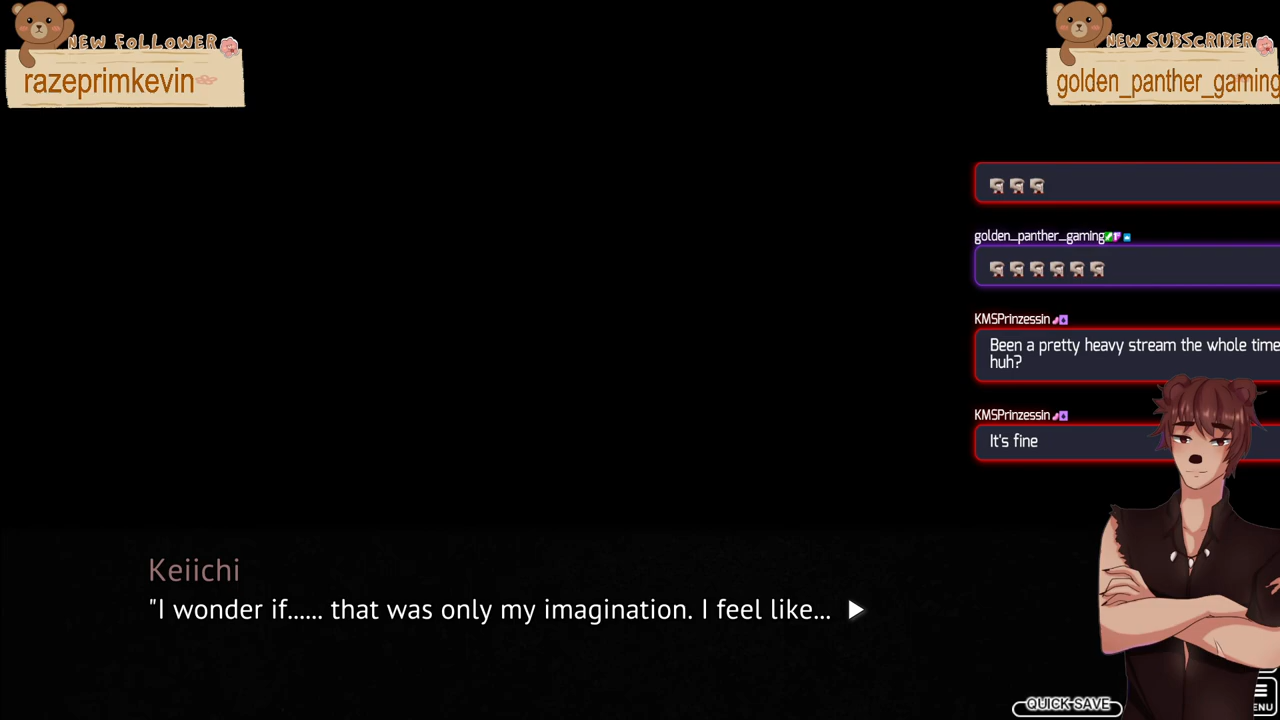 NEW FOLLOWER
razeprimkevin
NEW SUBSCRIBER
golden_panther_gaming
golden_panther_gaming
KMSPrinzessin
Been a pretty heavy stream the whole time
huh?
KMSPrinzessin
It's fine
Keiichi
"I wonder if...... that was only my imagination. I feel like...
QUICK SAVE
ENU